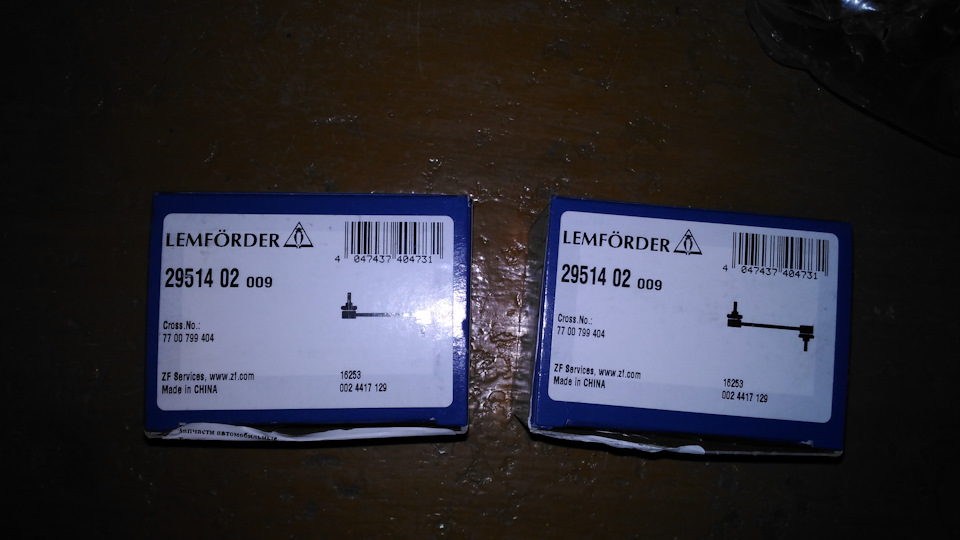 LEMFÖRDER
4 047437 404731
29514 02 009
Cross.No.:
77 00 799 404
ZF Services, www.zf.com
Made in CHINA
16253
002 4417 129
Запчасти автомобильные
LEMFÖRDER
4 047437 404731
29514 02 009
Cross.No.:
77 00 799 404
ZF Services, www.zf.com
Made in CHINA
16253
002 4417 129